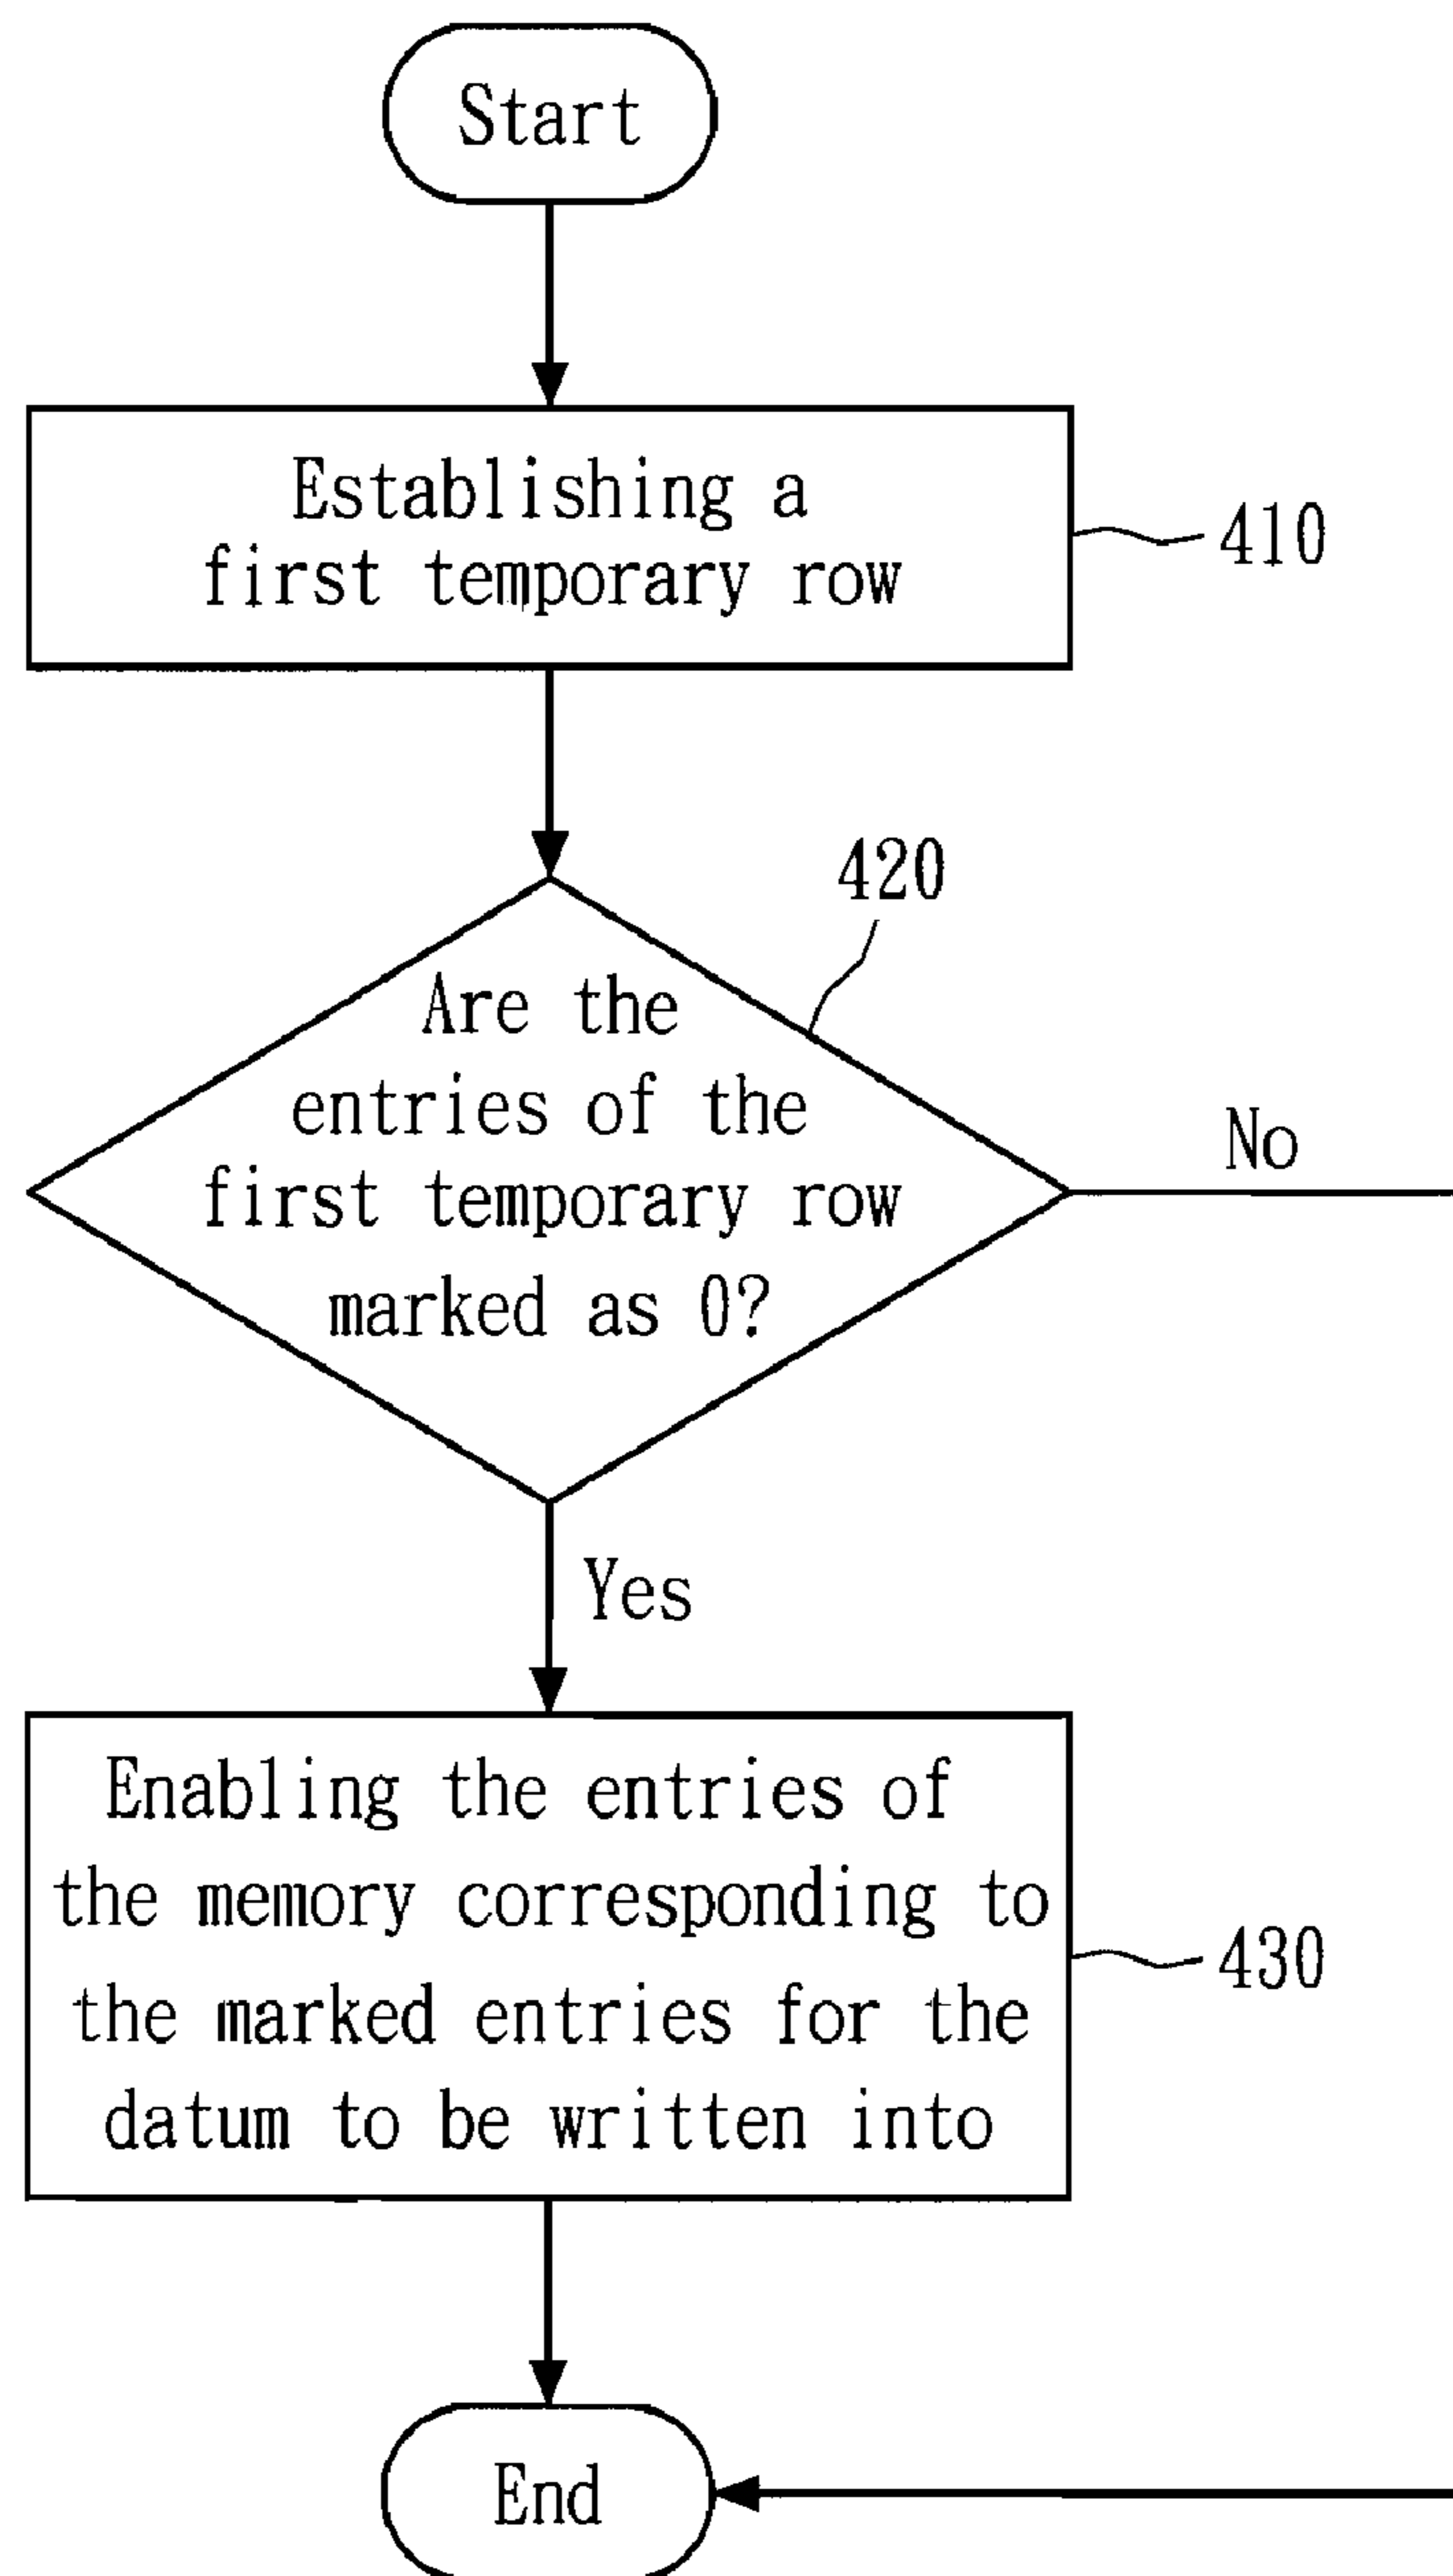 Start
Establishing a
first temporary row
410
420
Are the
entries of the
first temporary row
marked as 0?
No
Yes
Enabling the entries of
the memory corresponding to
the marked entries for the
datum to be written into
430
End